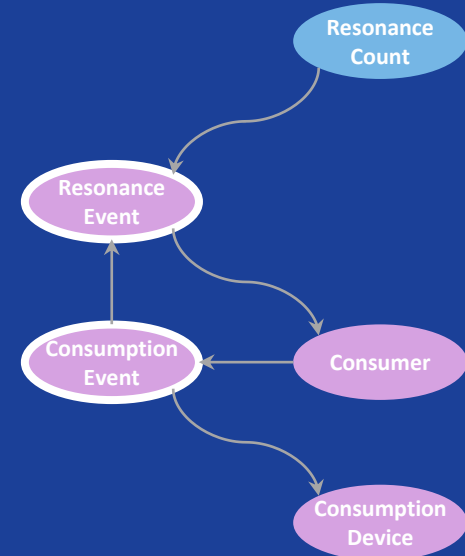 Resonance
Count
Resonance
Event
Consumption
Event
Consumer
Consumption
Device